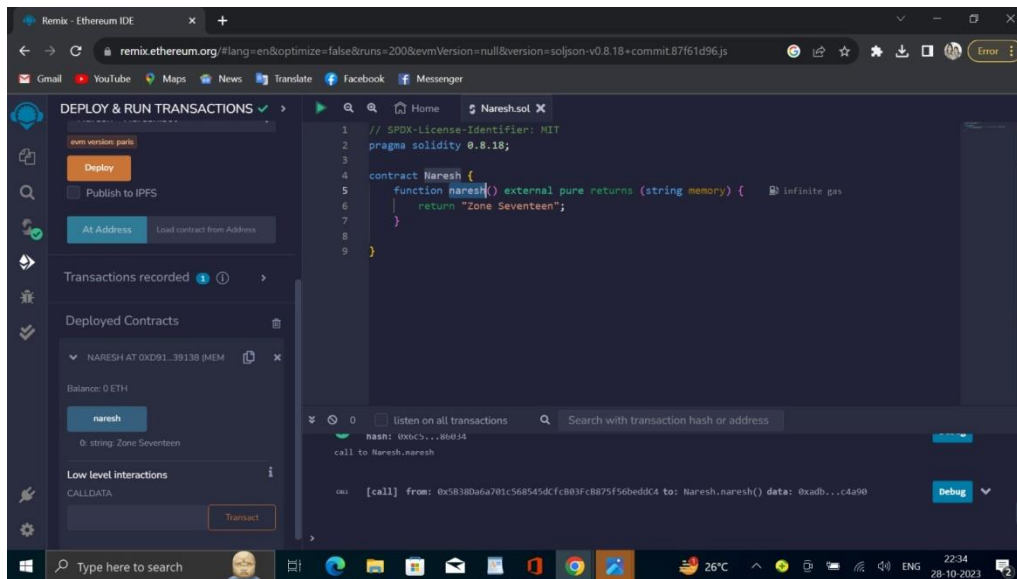 Remix - Ethereum IDE
remix.ethereum.org/#lang=en&optimize=false&runs=200&evmVersion=null&version=soljson-v0.8.18+commit.87f61d96.js
Error
Gmail YouTube Maps News Translate Facebook Messenger
DEPLOY & RUN TRANSACTIONS
evm version: paris
Deploy
Publish to IPFS
At Address Load contract from Address
Transactions recorded 1
Deployed Contracts
NARESH AT 0XD91...39138 (MEM
Balance: 0 ETH
naresh
0: string: Zone Seventeen
Low level interactions
CALLDATA
Transact
Home Naresh.sol
1 // SPDX-License-Identifier: MIT
2 pragma solidity 0.8.18;
3
4 contract Naresh {
5 function naresh() external pure returns (string memory) { infinite gas
6 return "Zone Seventeen";
7 }
8
9 }
0 listen on all transactions Search with transaction hash or address
hash: 0x6c5...86034
call to Naresh.naresh
[call] from: 0x5B38Da6a701c568545dCfcB03FcB875f56beddC4 to: Naresh.naresh() data: 0xadb...c4a90 Debug
>
Type here to search
26°C
ENG
22:34
28-10-2023
2